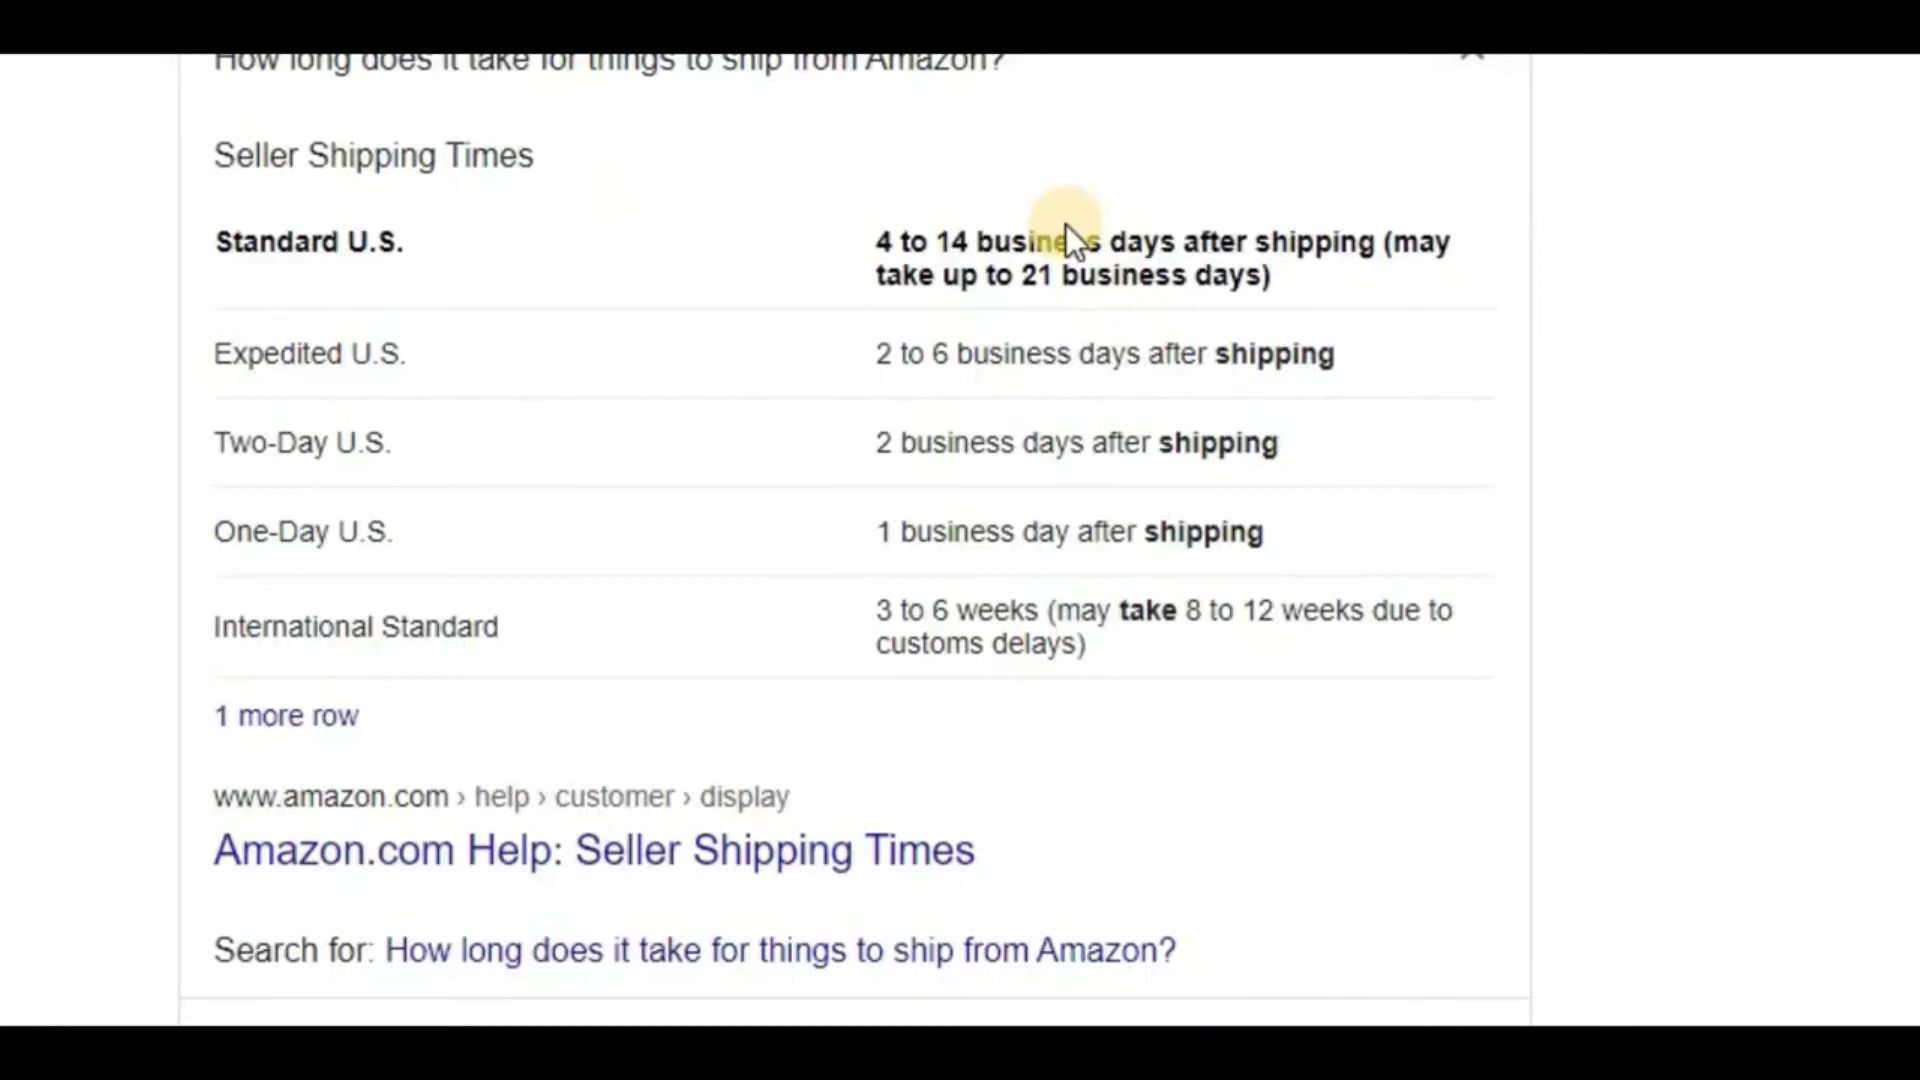 How long does it take for things to ship from Amazon?
Seller Shipping Times
Standard U.S.
4 to 14 business days after shipping (may
take up to 21 business days)
Expedited U.S.
2 to 6 business days after shipping
Two-Day U.S.
2 business days after shipping
One-Day U.S.
1 business day after shipping
International Standard
3 to 6 weeks (may take 8 to 12 weeks due to
customs delays)
1 more row
www.amazon.com › help › customer › display
Amazon.com Help: Seller Shipping Times
Search for: How long does it take for things to ship from Amazon?